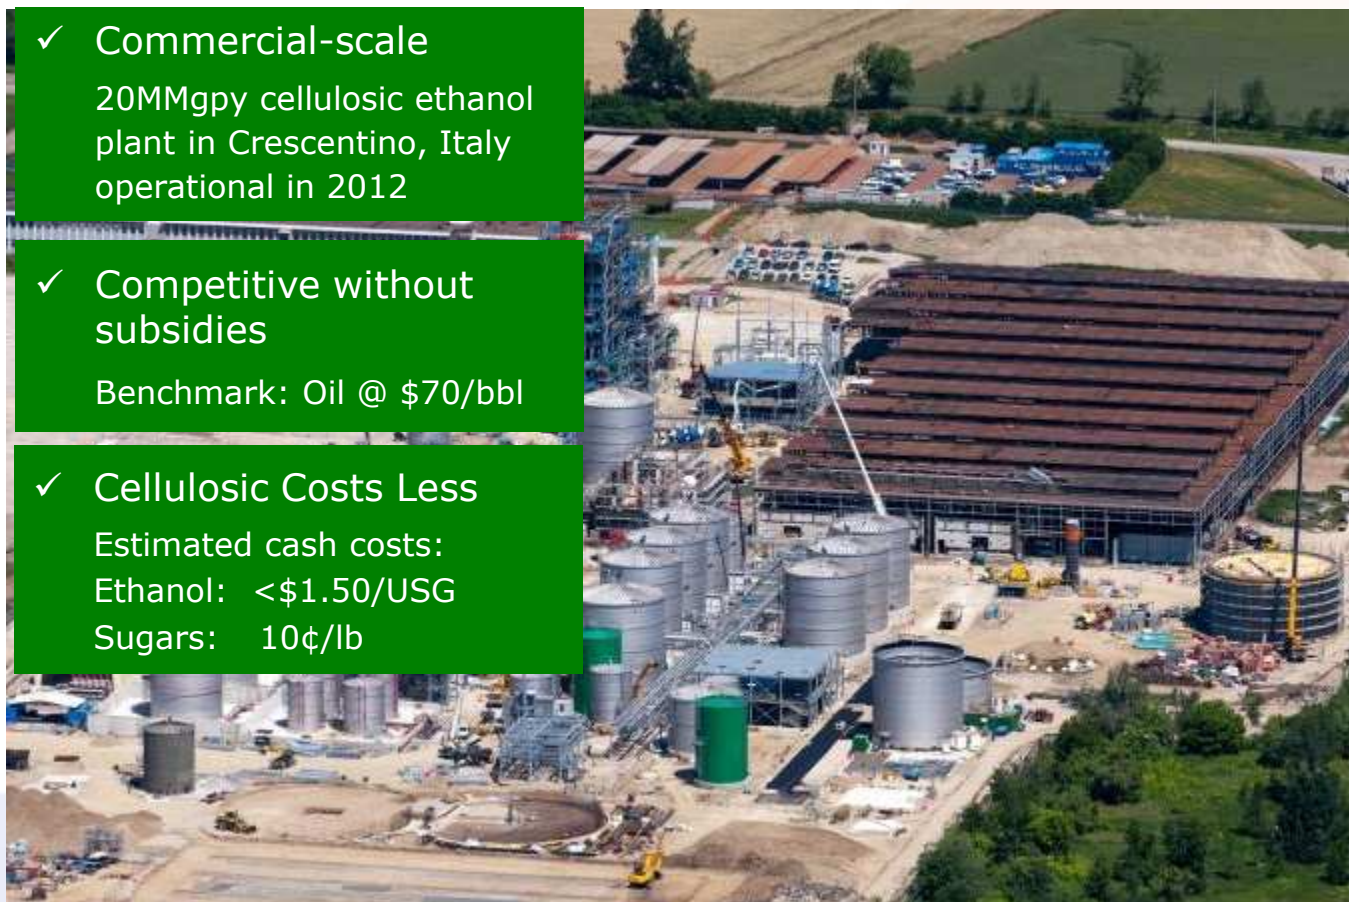 ✓ Commercial-scale
20MMgpy cellulosic ethanol
plant in Crescentino, Italy
operational in 2012
✓ Competitive without
subsidies
Benchmark: Oil @ $70/bbl
✓ Cellulosic Costs Less
Estimated cash costs:
Ethanol: <$1.50/USG
Sugars: 10¢/lb